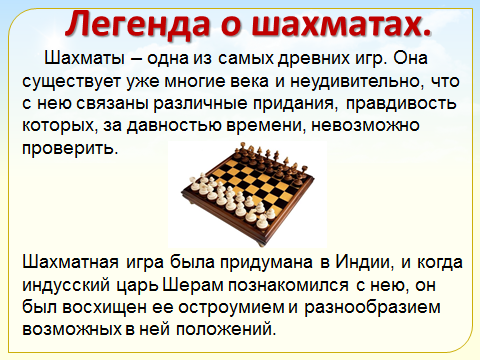 Легенда о шахматах.
Шахматы – одна из самых древних игр. Она
существует уже многие века и неудивительно, что
с нею связаны различные придания, правдивость
которых, за давностью времени, невозможно
проверить.
Шахматная игра была придумана в Индии, и когда
индусский царь Шерам познакомился с нею, он
был восхищен ее остроумием и разнообразием
возможных в ней положений.